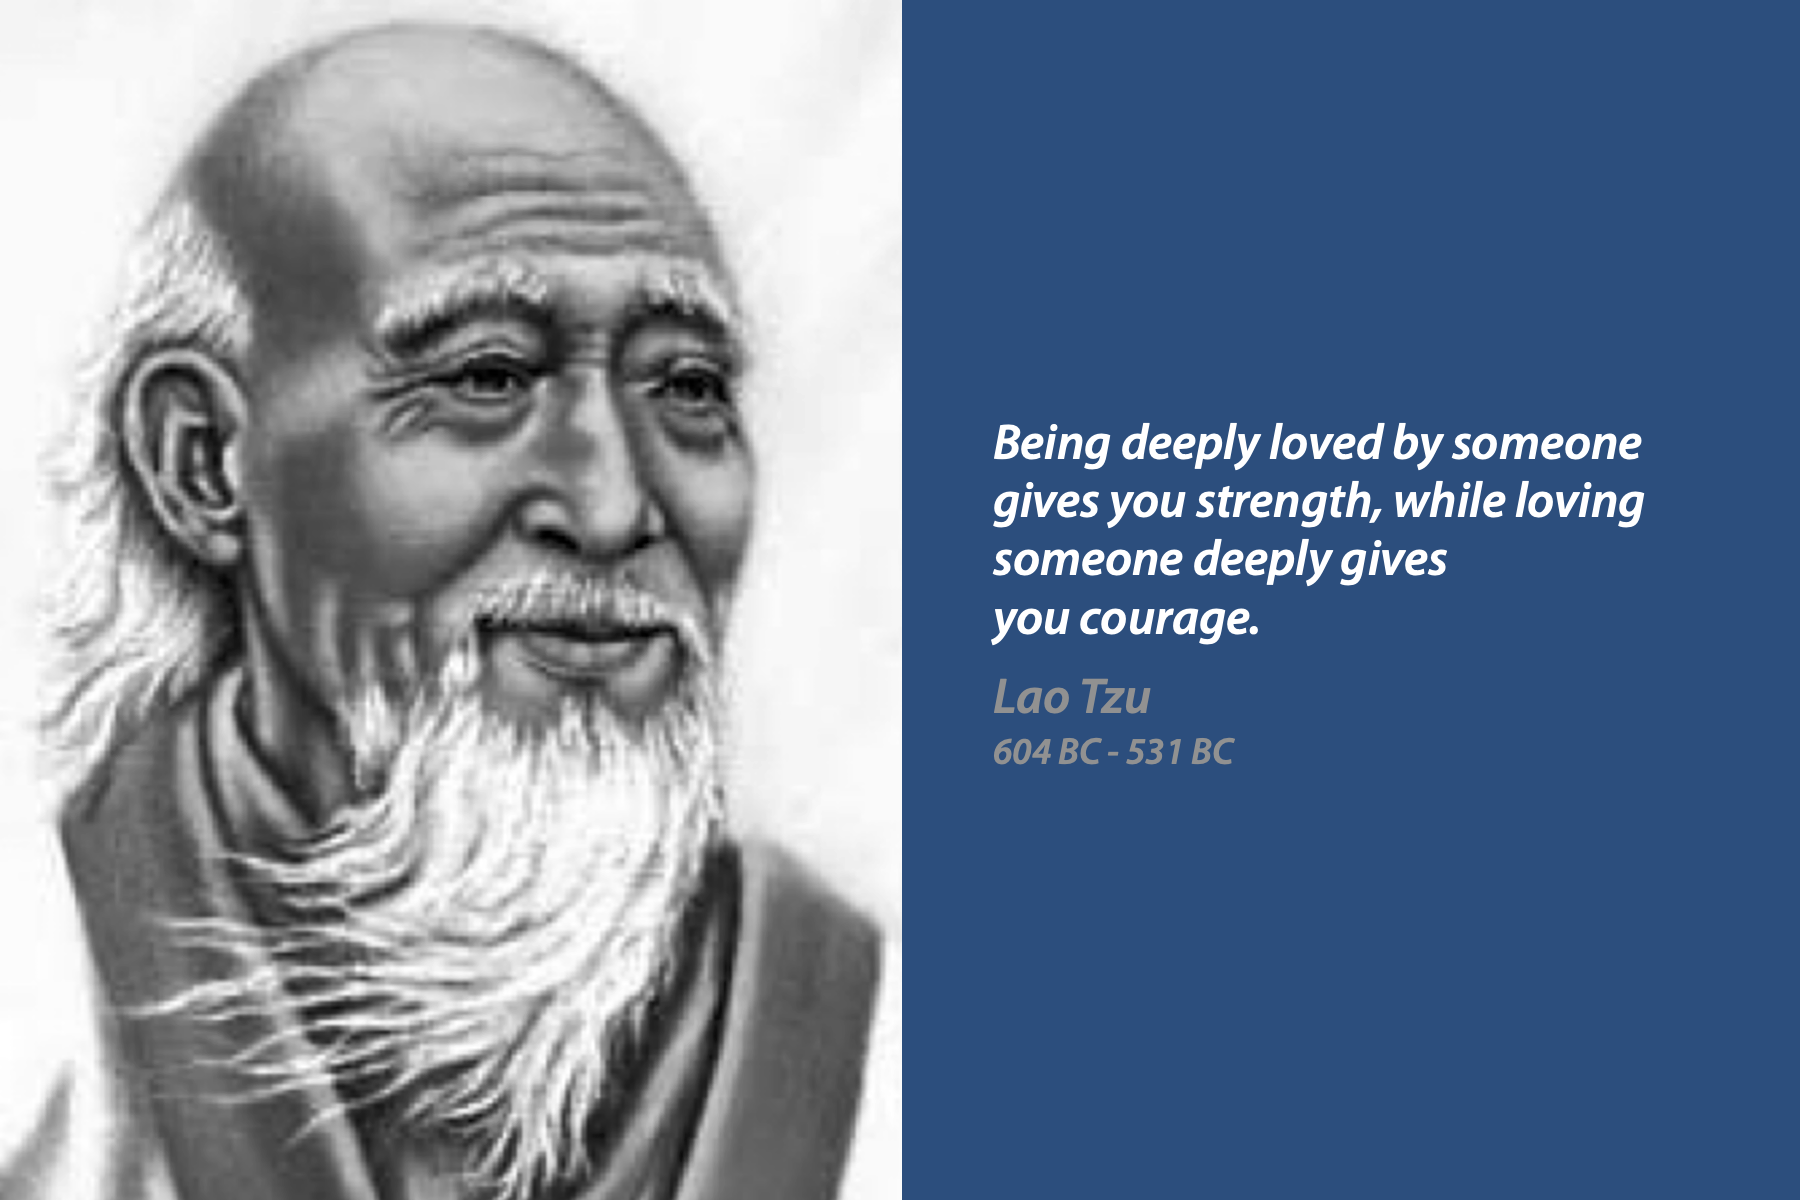 Being deeply loved by someone
gives you strength, while loving
someone deeply gives
you courage.
Lao Tzu
604 BC - 531 BC